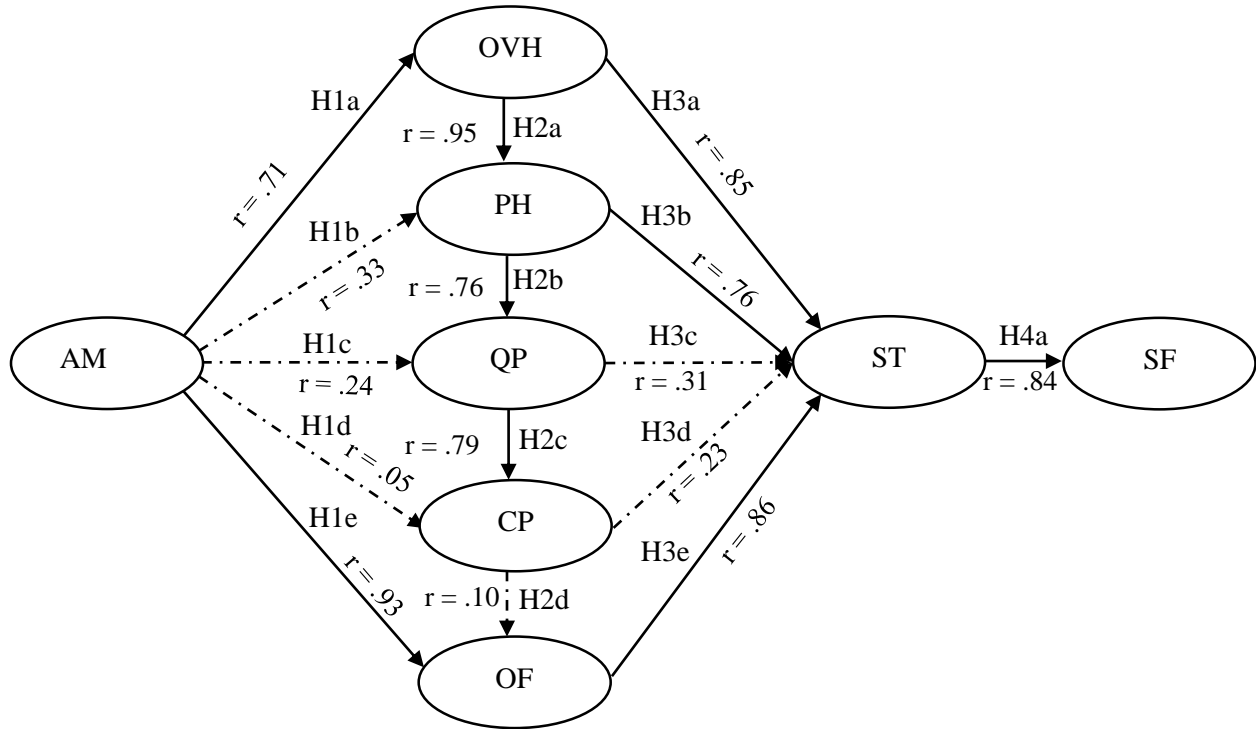 OVH
H1a
H3a
r = .95
H2a
r = .71
r = .85
PH
H1b
H3b
r = .33
r = .76
H2b
r = .76
AM
H1c
r = .24
QP
H3c
r = .31
ST
H4a
r = .84
SF
H1d
r = .05
r = .79
H2c
H3d
r = .23
H1e
r = .93
CP
H3e
r = .86
r = .10
H2d
OF